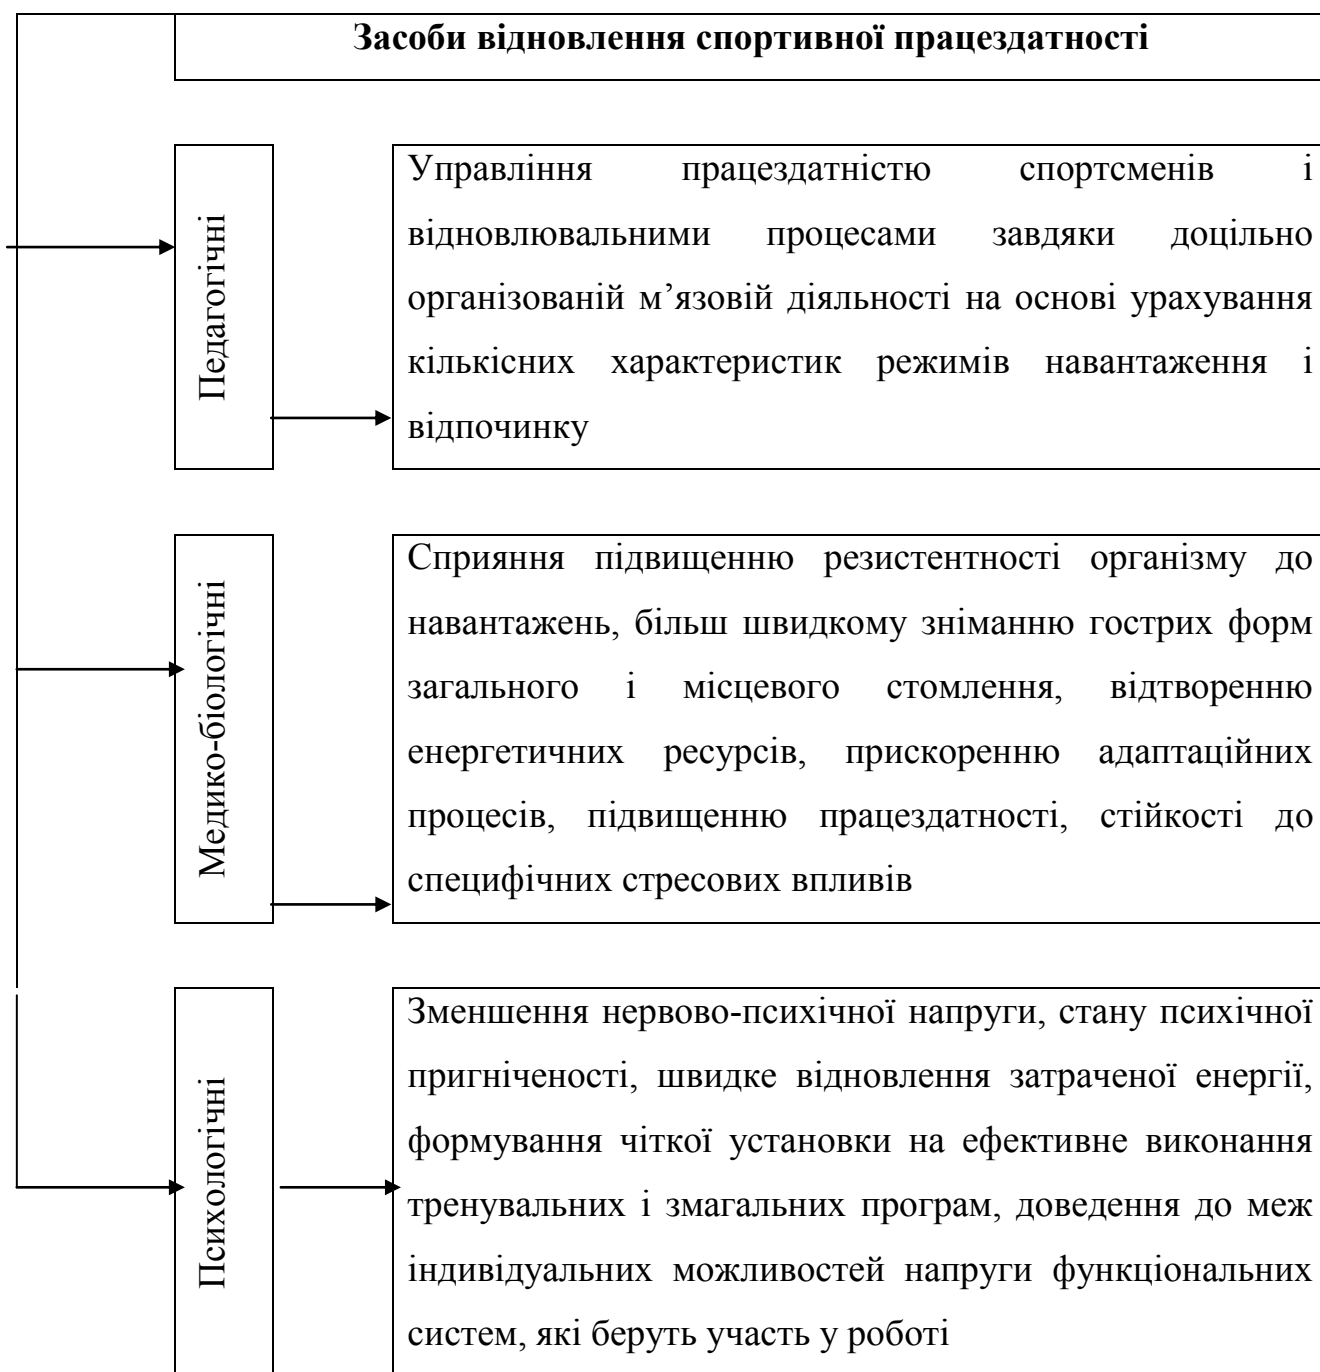 Засоби відновлення спортивної працездатності
Педагогічні
Управління працездатністю спортсменів і
відновлювальними процесами завдяки доцільно
організованій м’язовій діяльності на основі урахування
кількісних характеристик режимів навантаження і
відпочинку
Медико-біологічні
Сприяння підвищенню резистентності організму до
навантажень, більш швидкому зніманню гострих форм
загального і місцевого стомлення, відтворенню
енергетичних ресурсів, прискоренню адаптаційних
процесів, підвищенню працездатності, стійкості до
специфічних стресових впливів
Психологічні
Зменшення нервово-психічної напруги, стану психічної
пригніченості, швидке відновлення затраченої енергії,
формування чіткої установки на ефективне виконання
тренувальних і змагальних програм, доведення до меж
індивідуальних можливостей напруги функціональних
систем, які беруть участь у роботі